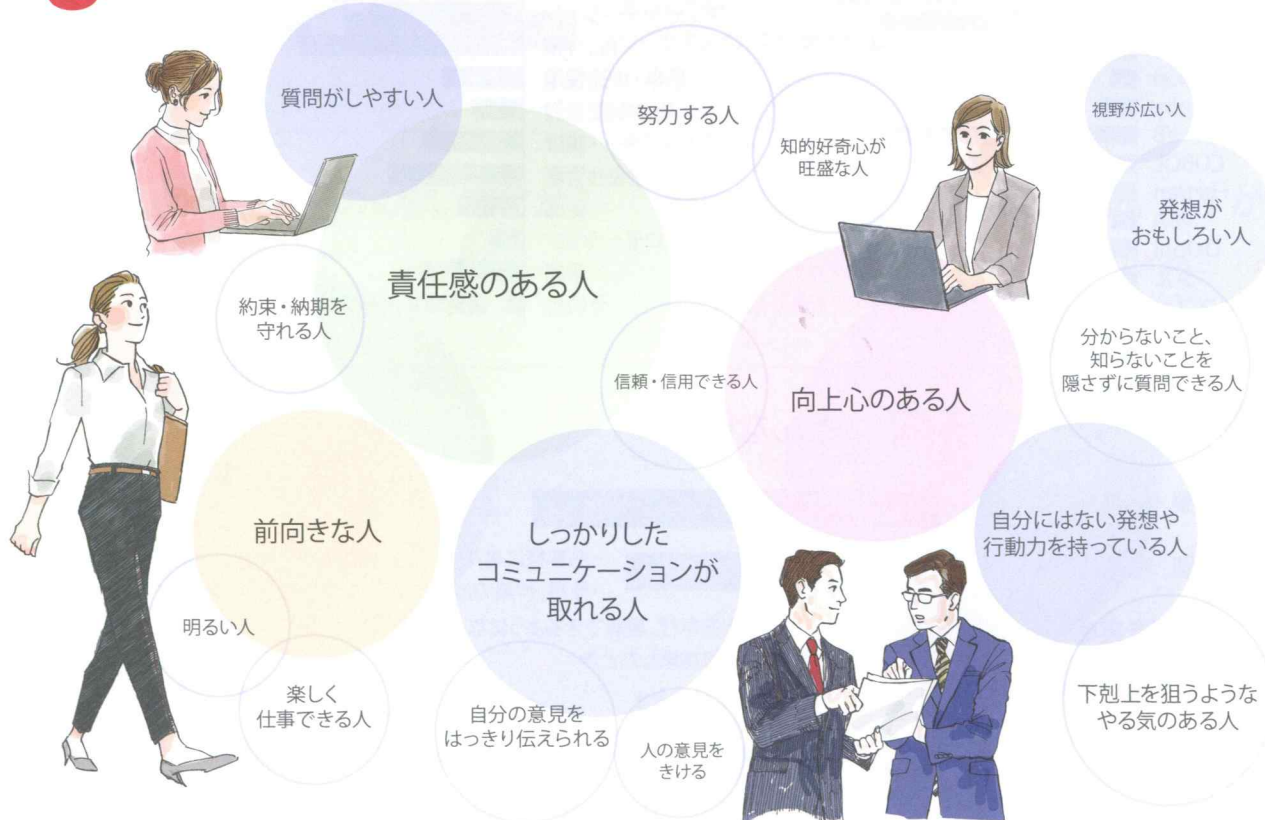 質問がしやすい人
努力する人
知的好奇心が
旺盛な人
視野が広い人
発想が
おもしろい人
責任感のある人
約束・納期を
守れる人
信頼・信用できる人
向上心のある人
分からないこと、
知らないことを
隠さずに質問できる人
前向きな人
しっかりした
コミュニケーションが
取れる人
自分にはない発想や
行動力を持っている人
明るい人
楽しく
仕事できる人
自分の意見を
はっきり伝えられる
人の意見を
きける
下剋上を狙うような
やる気のある人